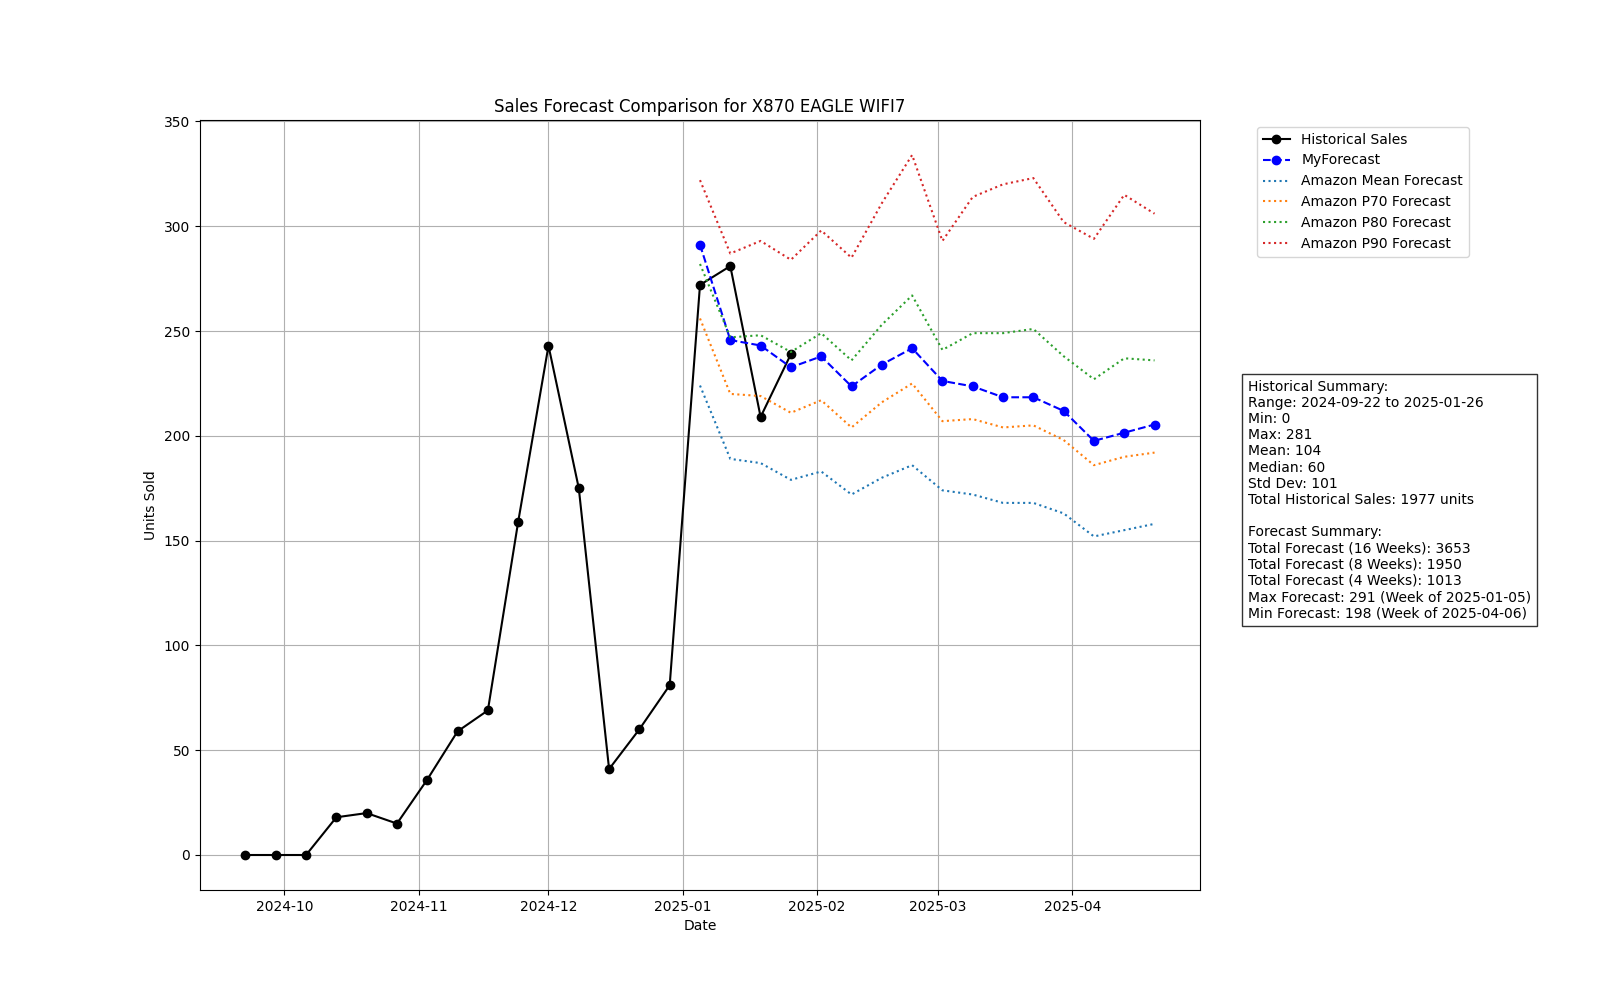 Sales Forecast Comparison for X870 EAGLE WIFI7
350
300
250
200
150
100
50
0
Units Sold
2024-10
2024-11
2024-12
2025-01
2025-02
2025-03
2025-04
Date
Historical Sales
MyForecast
Amazon Mean Forecast
Amazon P70 Forecast
Amazon P80 Forecast
Amazon P90 Forecast
Historical Summary:
Range: 2024-09-22 to 2025-01-26
Min: 0
Max: 281
Mean: 104
Median: 60
Std Dev: 101
Total Historical Sales: 1977 units
Forecast Summary:
Total Forecast (16 Weeks): 3653
Total Forecast (8 Weeks): 1950
Total Forecast (4 Weeks): 1013
Max Forecast: 291 (Week of 2025-01-05)
Min Forecast: 198 (Week of 2025-04-06)